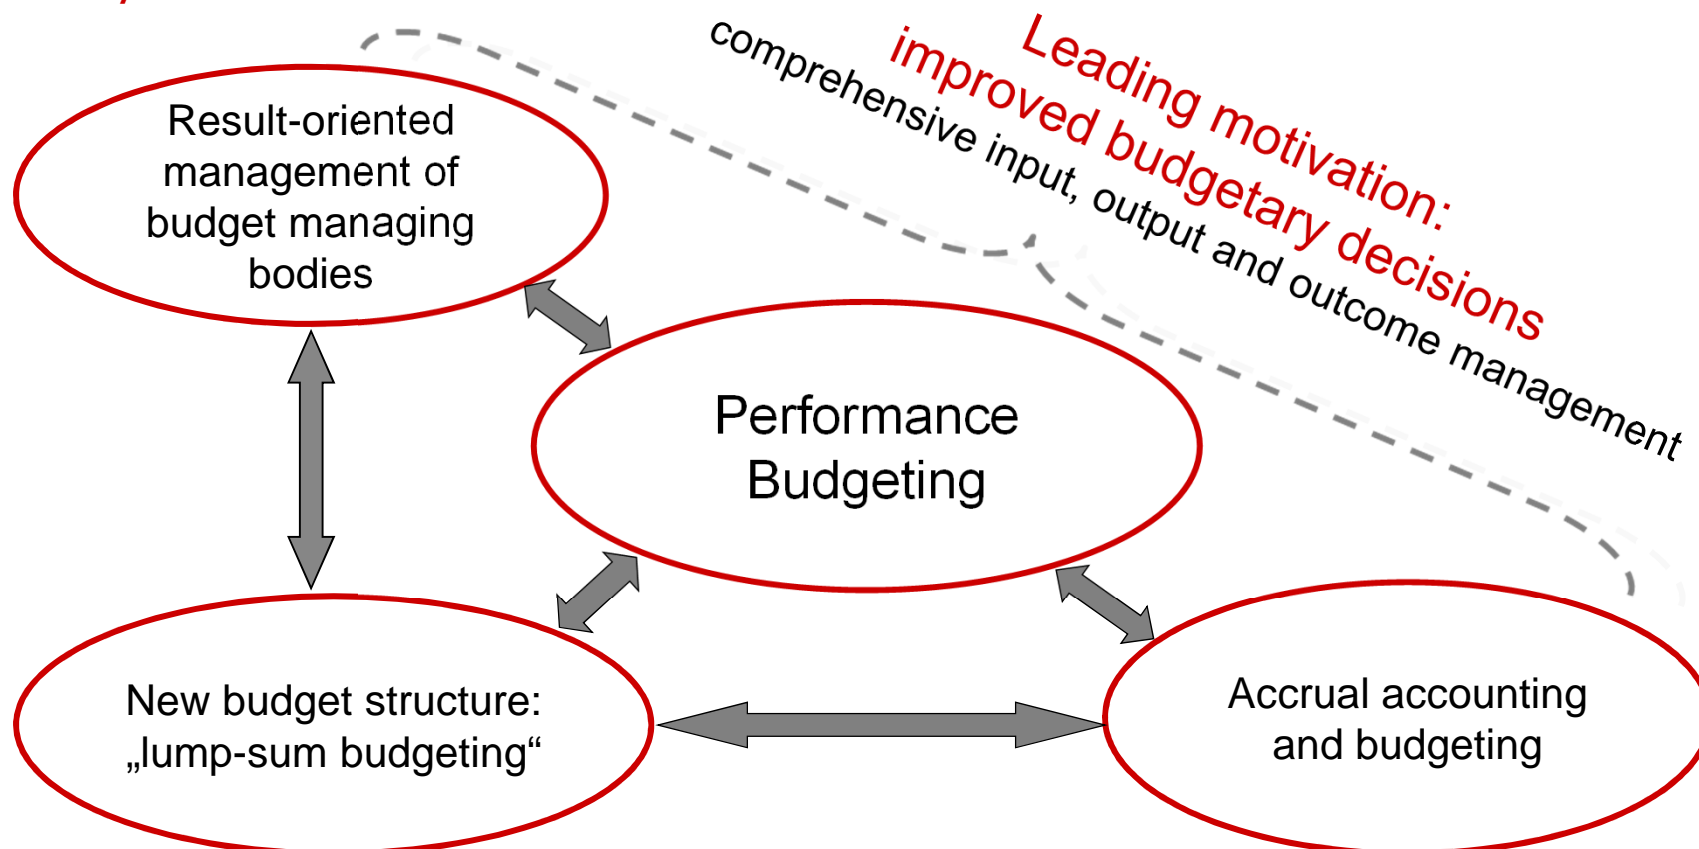 Leading motivation:
improved budgetary decisions
comprehensive input, output and outcome management
Result-oriented
management of
budget managing
bodies
Performance
Budgeting
New budget structure:
„lump-sum budgeting“
Accrual accounting
and budgeting